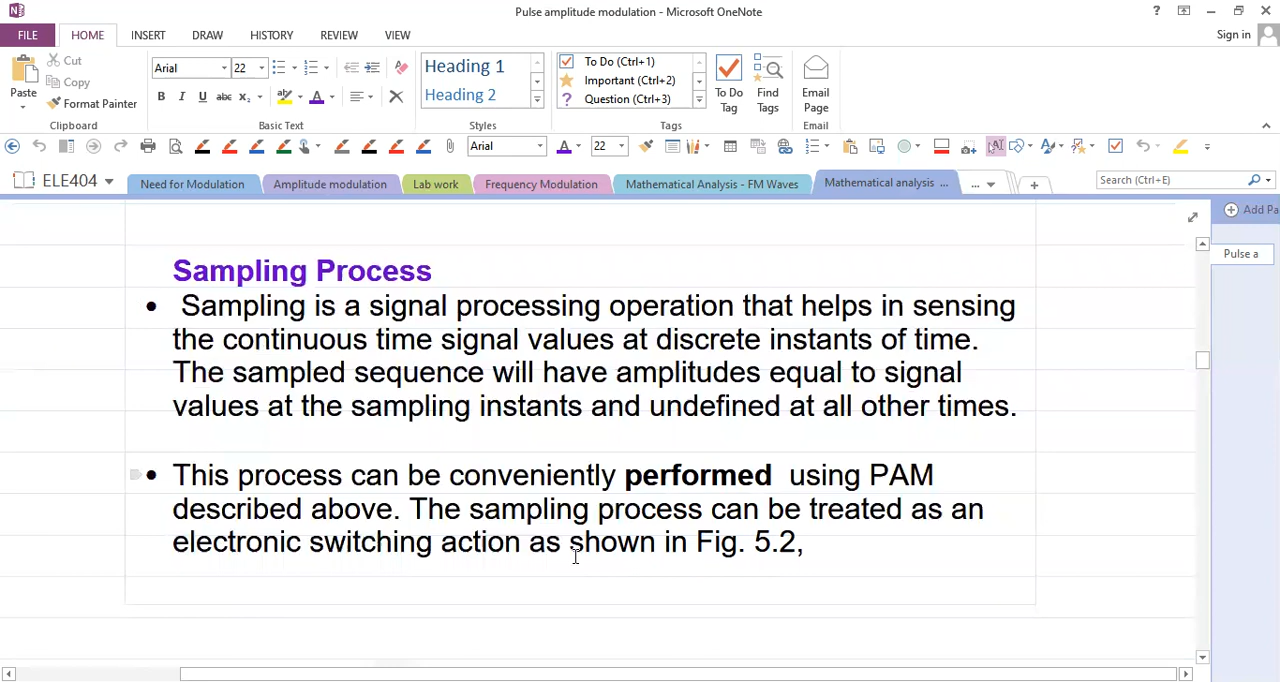 Pulse amplitude modulation - Microsoft OneNote
?
Sign in
FILE HOME INSERT DRAW HISTORY REVIEW VIEW
Paste
Cut
Copy
Format Painter
Clipboard
Arial 22
B I U abc X₂ A
Basic Text
Heading 1
Heading 2
Styles
To Do (Ctrl+1)
Important (Ctrl+2)
? Question (Ctrl+3)
To Do Tag
Find Tags
Tags
Email Page
Email
Arial A 22
ELE404
Need for Modulation
Amplitude modulation
Lab work
Frequency Modulation
Mathematical Analysis - FM Waves
Mathematical analysis ...
...
Search (Ctrl+E)
Add Pa
Pulse a
Sampling Process
• Sampling is a signal processing operation that helps in sensing
the continuous time signal values at discrete instants of time.
The sampled sequence will have amplitudes equal to signal
values at the sampling instants and undefined at all other times.
• This process can be conveniently performed using PAM
described above. The sampling process can be treated as an
electronic switching action as shown in Fig. 5.2,